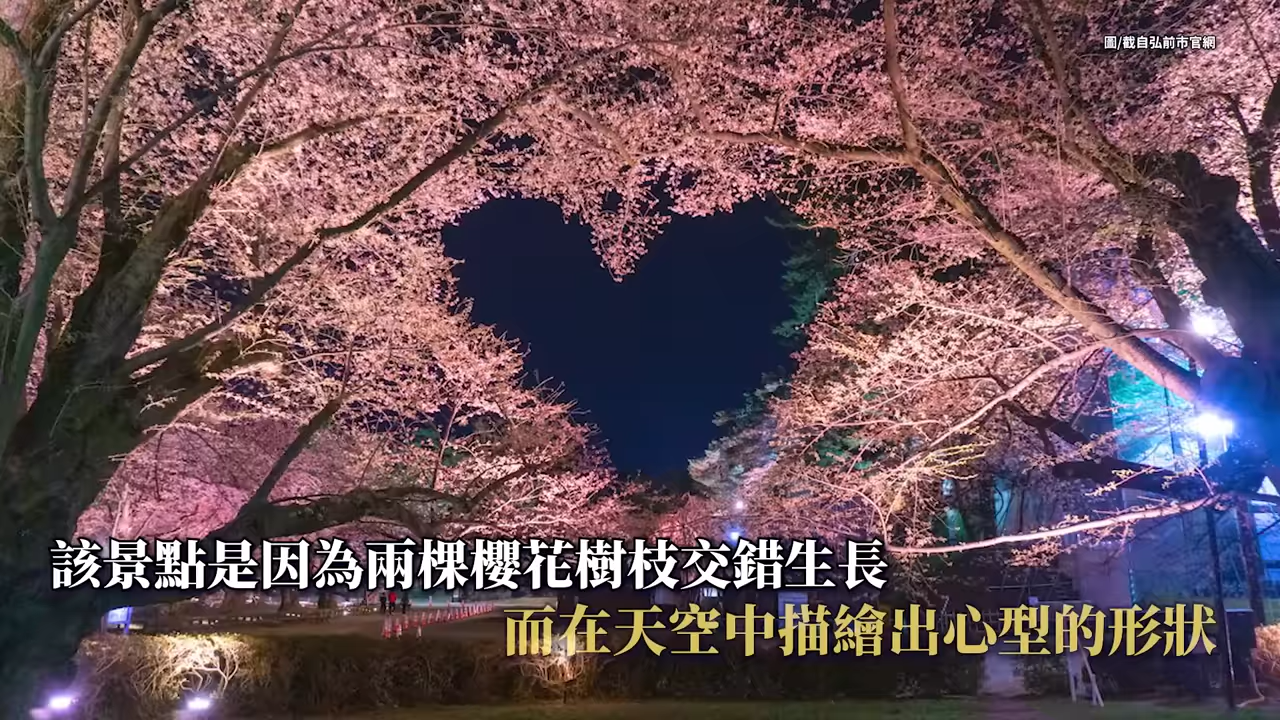 圖/截自弘前市官網
該景點是因為兩棵櫻花樹枝交錯生長
而在天空中描繪出心型的形狀